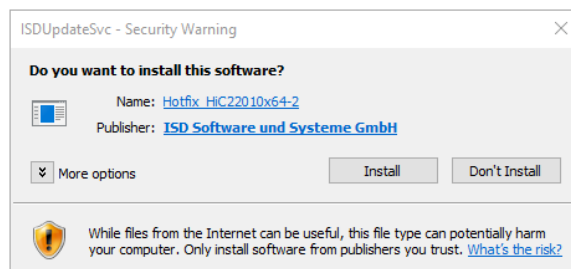 ISDUpdateSvc - Security Warning
Do you want to install this software?
Name: Hotfix_HiC22010x64-2
Publisher: ISD Software und Systeme GmbH
More options
Install
Don't Install
While files from the Internet can be useful, this file type can potentially harm
your computer. Only install software from publishers you trust. What's the risk?